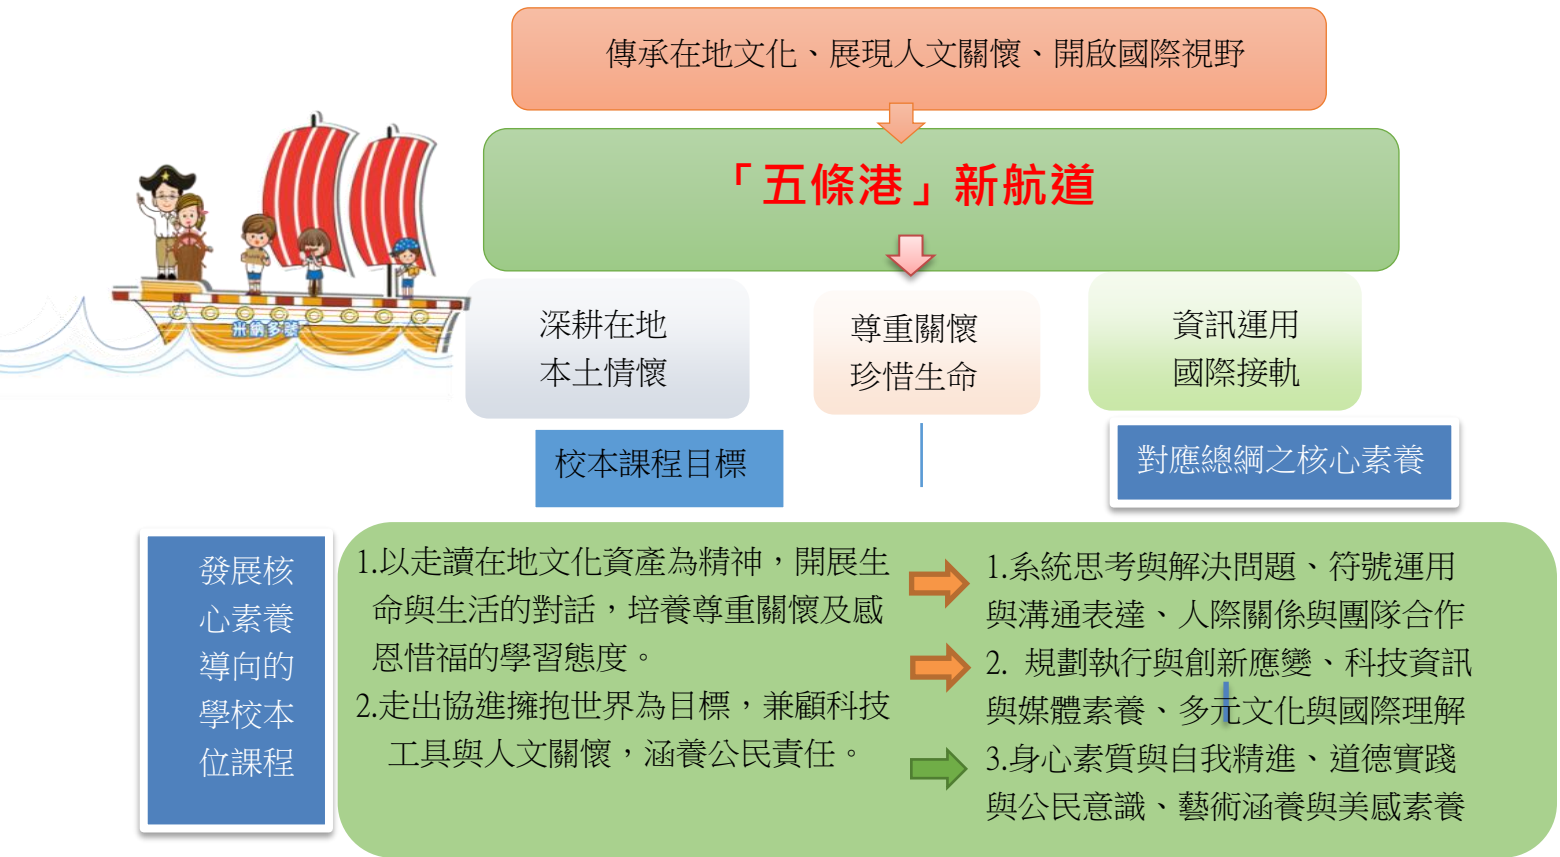 傳承在地文化、展現人文關懷、開啟國際視野
「五條港」新航道
米納多號
深耕在地
本土情懷
尊重關懷
珍惜生命
資訊運用
國際接軌
校本課程目標
對應總綱之核心素養
發展核
心素養
導向的
學校本
位課程
1.以走讀在地文化資產為精神，開展生
命與生活的對話，培養尊重關懷及感
恩惜福的學習態度。
2.走出協進擁抱世界為目標，兼顧科技
工具與人文關懷，涵養公民責任。
1.系統思考與解決問題、符號運用
與溝通表達、人際關係與團隊合作
2. 規劃執行與創新應變、科技資訊
與媒體素養、多元文化與國際理解
3.身心素質與自我精進、道德實踐
與公民意識、藝術涵養與美感素養